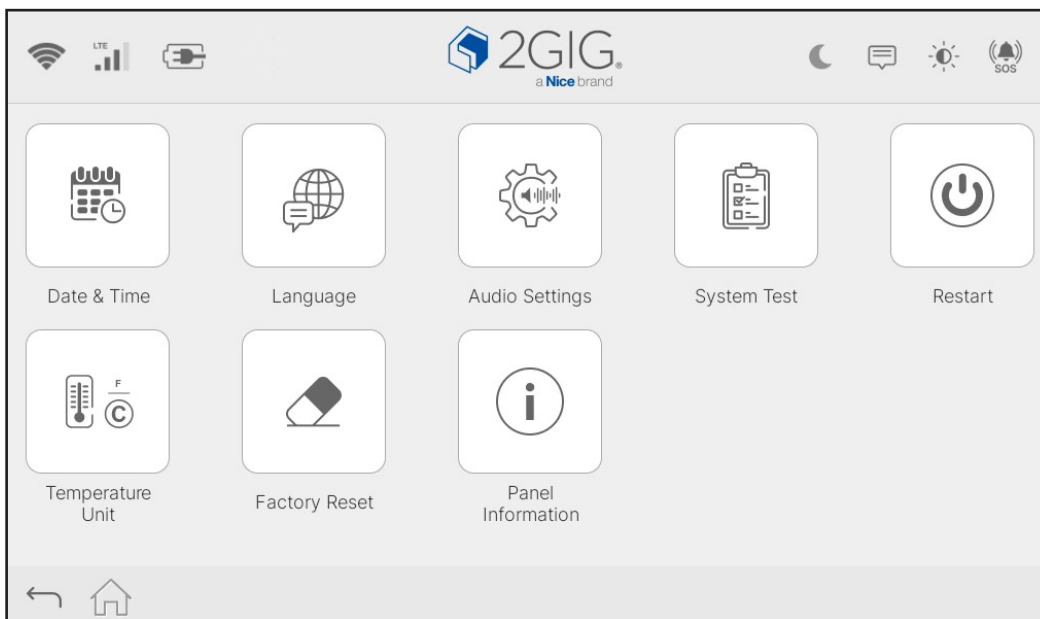 LTE
2GIG®
a Nice brand
SOS
Date & Time
Language
Audio Settings
System Test
Restart
F
C
i
Temperature
Unit
Factory Reset
Panel
Information